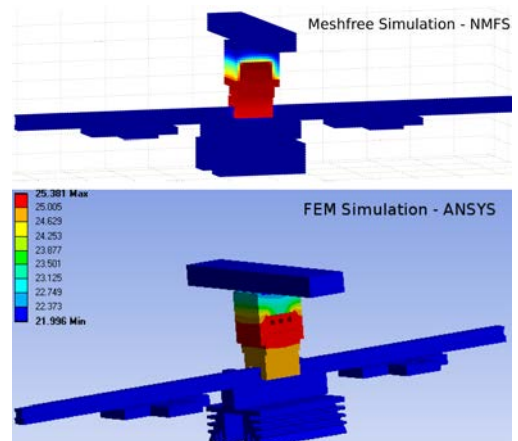 Meshfree Simulation - NMFS
25.381 Max
25.005
24.629
24.253
23.877
23.501
23.125
22.749
22.373
21.996 Min
FEM Simulation - ANSYS